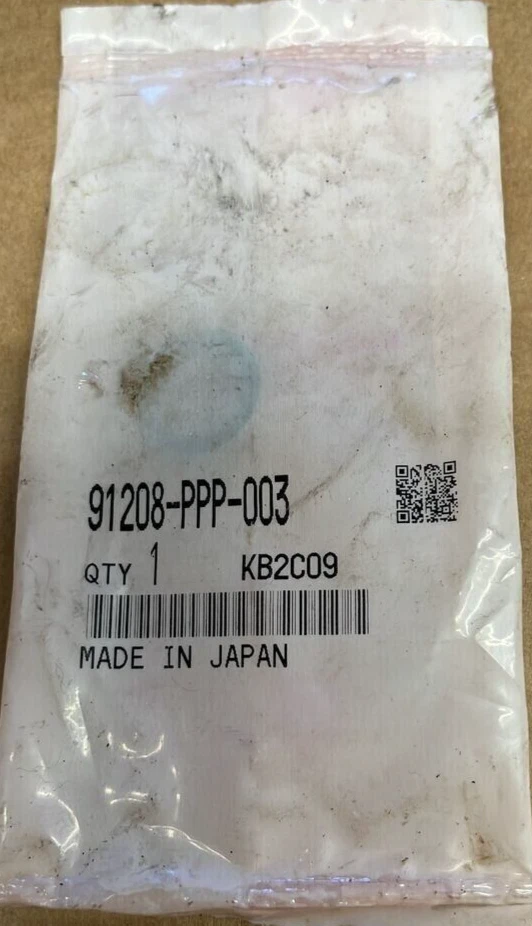 91208-PPP-003
QTY 1 KB2C09
MADE IN JAPAN